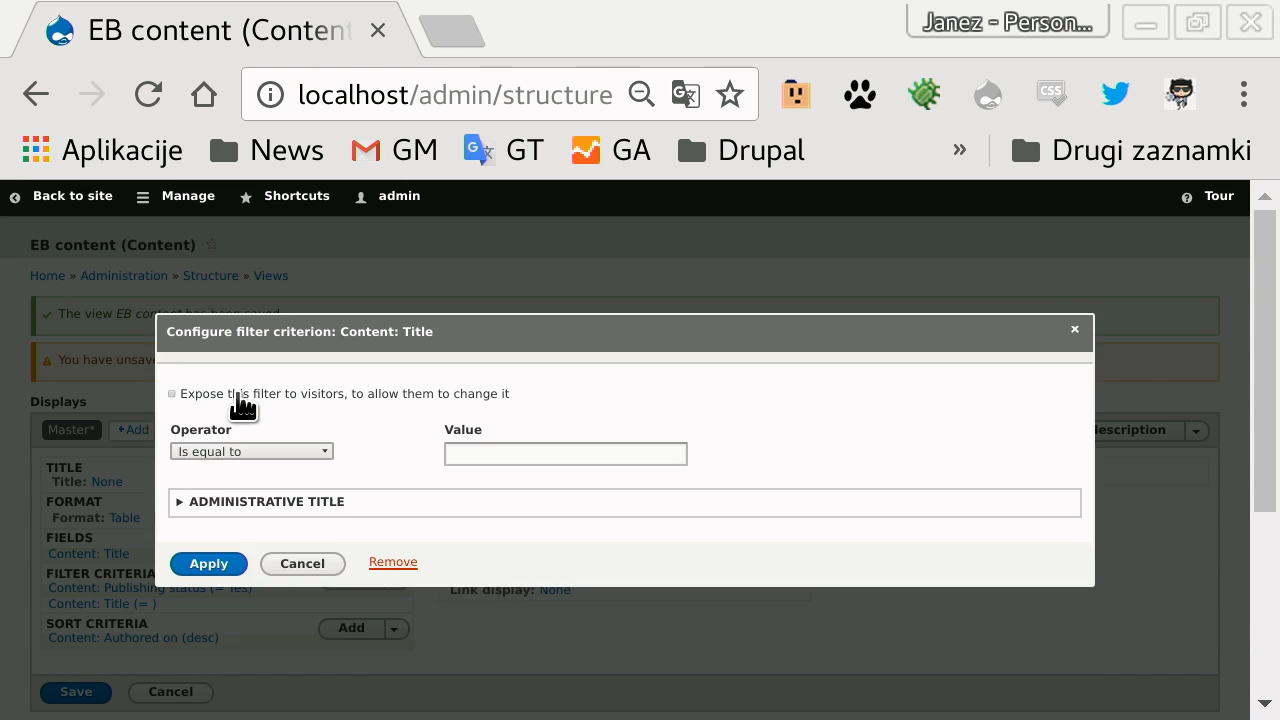 EB content (Content
Janez - Person...
localhost/admin/structure
CSS
Aplikacije News GM GT GA Drupal » Drugi zaznamki
Back to site Manage Shortcuts admin Tour
EB content (Content)
Home » Administration » Structure » Views
The view EB content has been saved.
You have unsav
Configure filter criterion: Content: Title
Expose this filter to visitors, to allow them to change it
Operator Value
Is equal to
ADMINISTRATIVE TITLE
Apply Cancel Remove
Displays
Master* +Add description
TITLE
Title: None
FORMAT
Format: Table
FIELDS
Content: Title
FILTER CRITERIA
Content: Publishing status (= Yes)
Content: Title (= )
SORT CRITERIA Add
Content: Authored on (desc)
Link display: None
Save Cancel